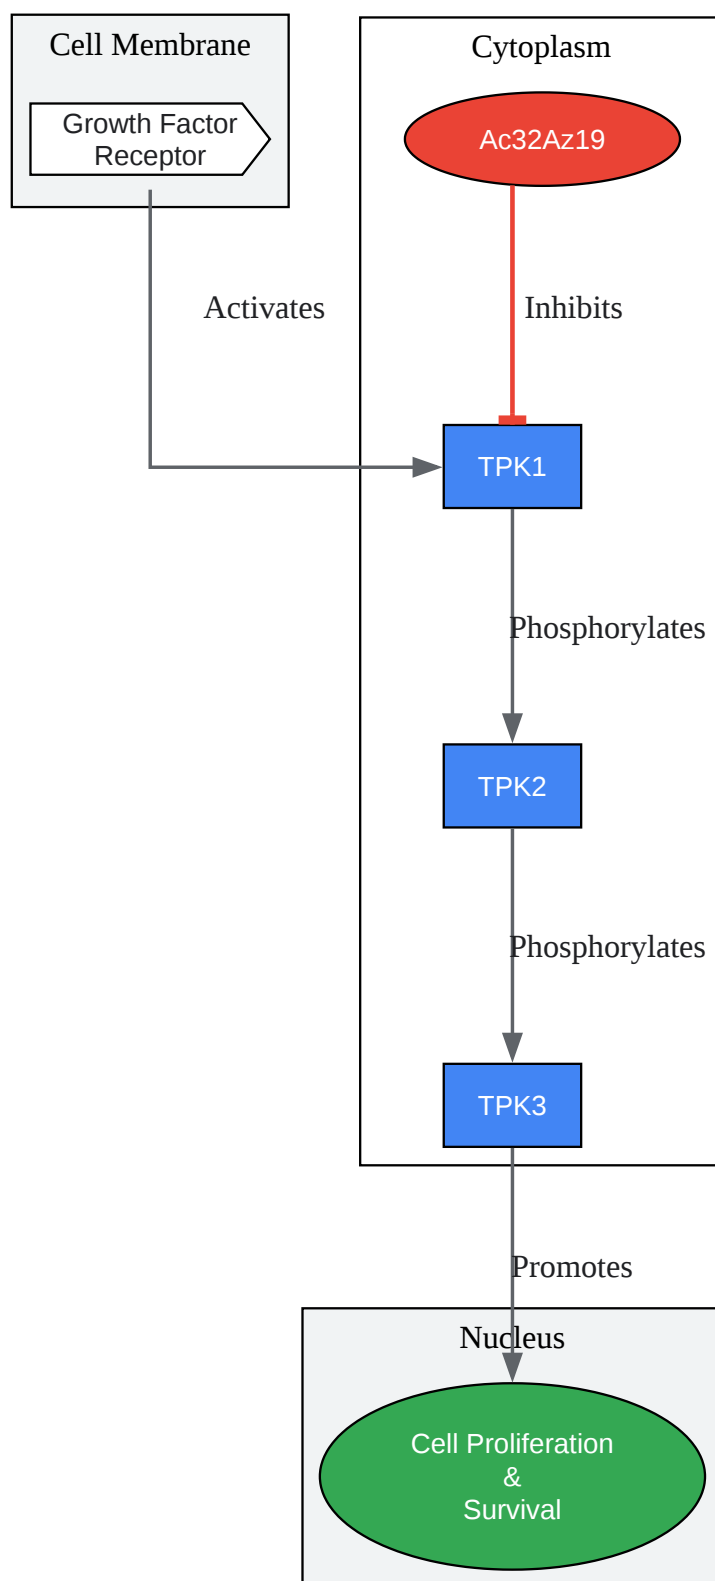 Cell Membrane
Growth Factor
Receptor
Cytoplasm
Ac32Az19
Activates
Inhibits
TPK1
Phosphorylates
TPK2
Phosphorylates
TPK3
Promotes
Nucleus
Cell Proliferation
&
Survival